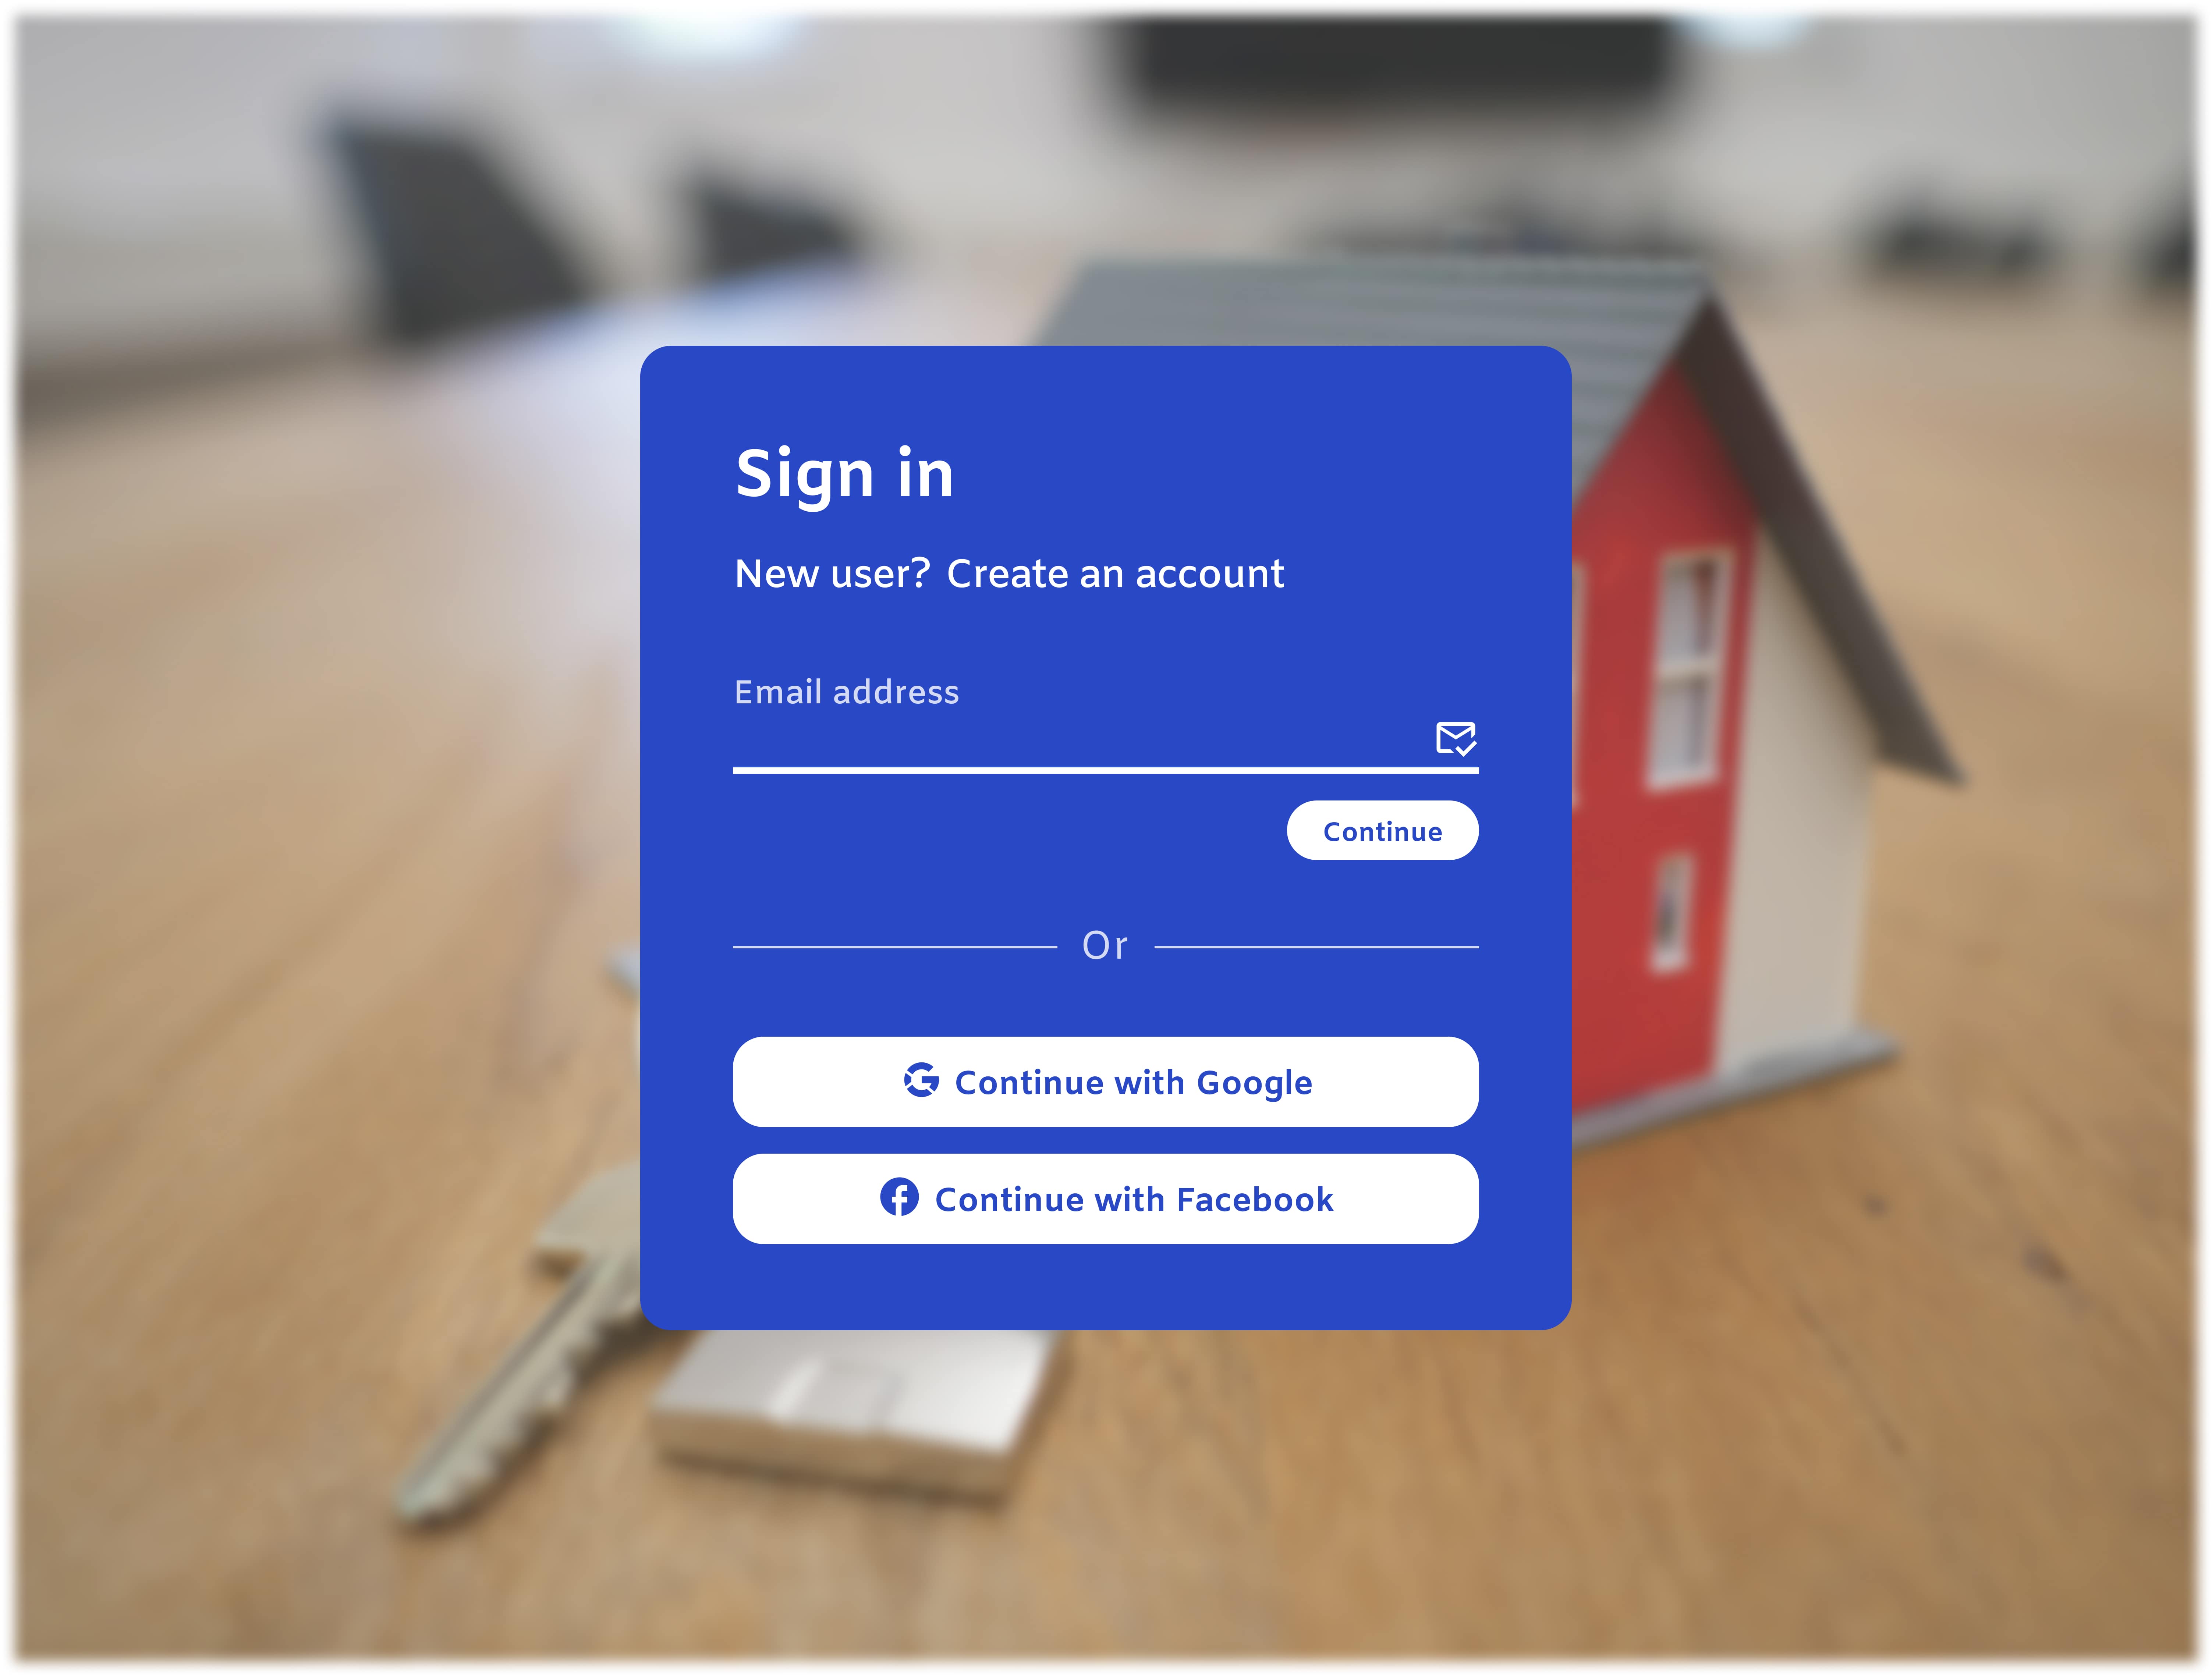 Sign in
New user? Create an account
Email address
Continue
Or
Continue with Google
Continue with Facebook